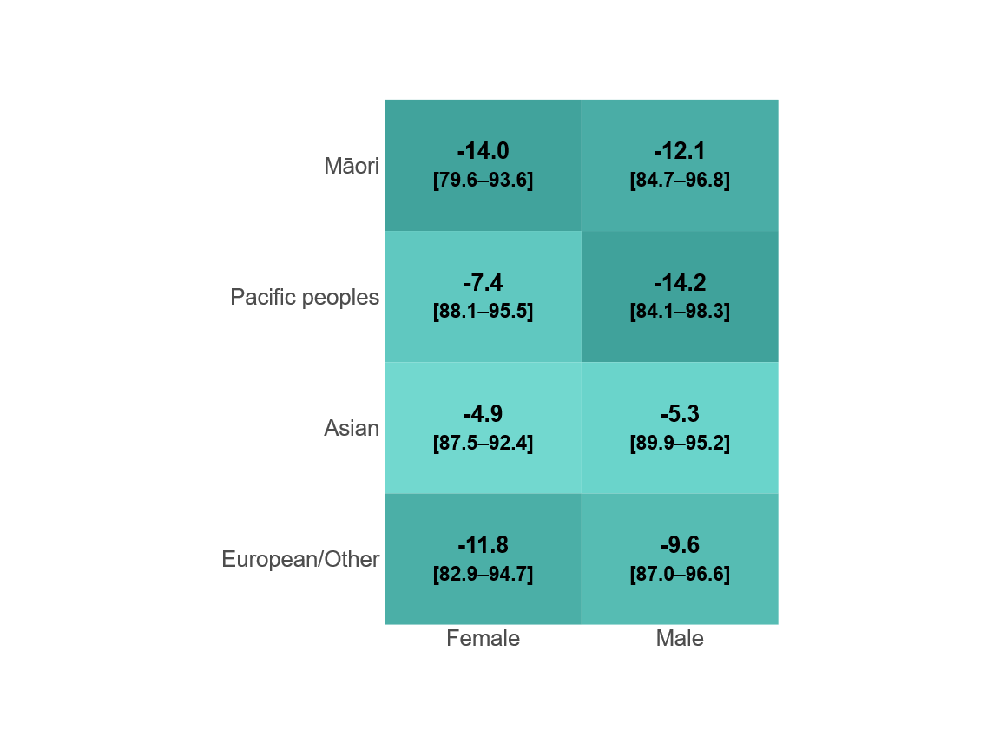 Māori
-14.0
[79.6–93.6]
-12.1
[84.7–96.8]
Pacific peoples
-7.4
[88.1–95.5]
-14.2
[84.1–98.3]
Asian
-4.9
[87.5–92.4]
-5.3
[89.9–95.2]
European/Other
-11.8
[82.9–94.7]
-9.6
[87.0–96.6]
Female
Male